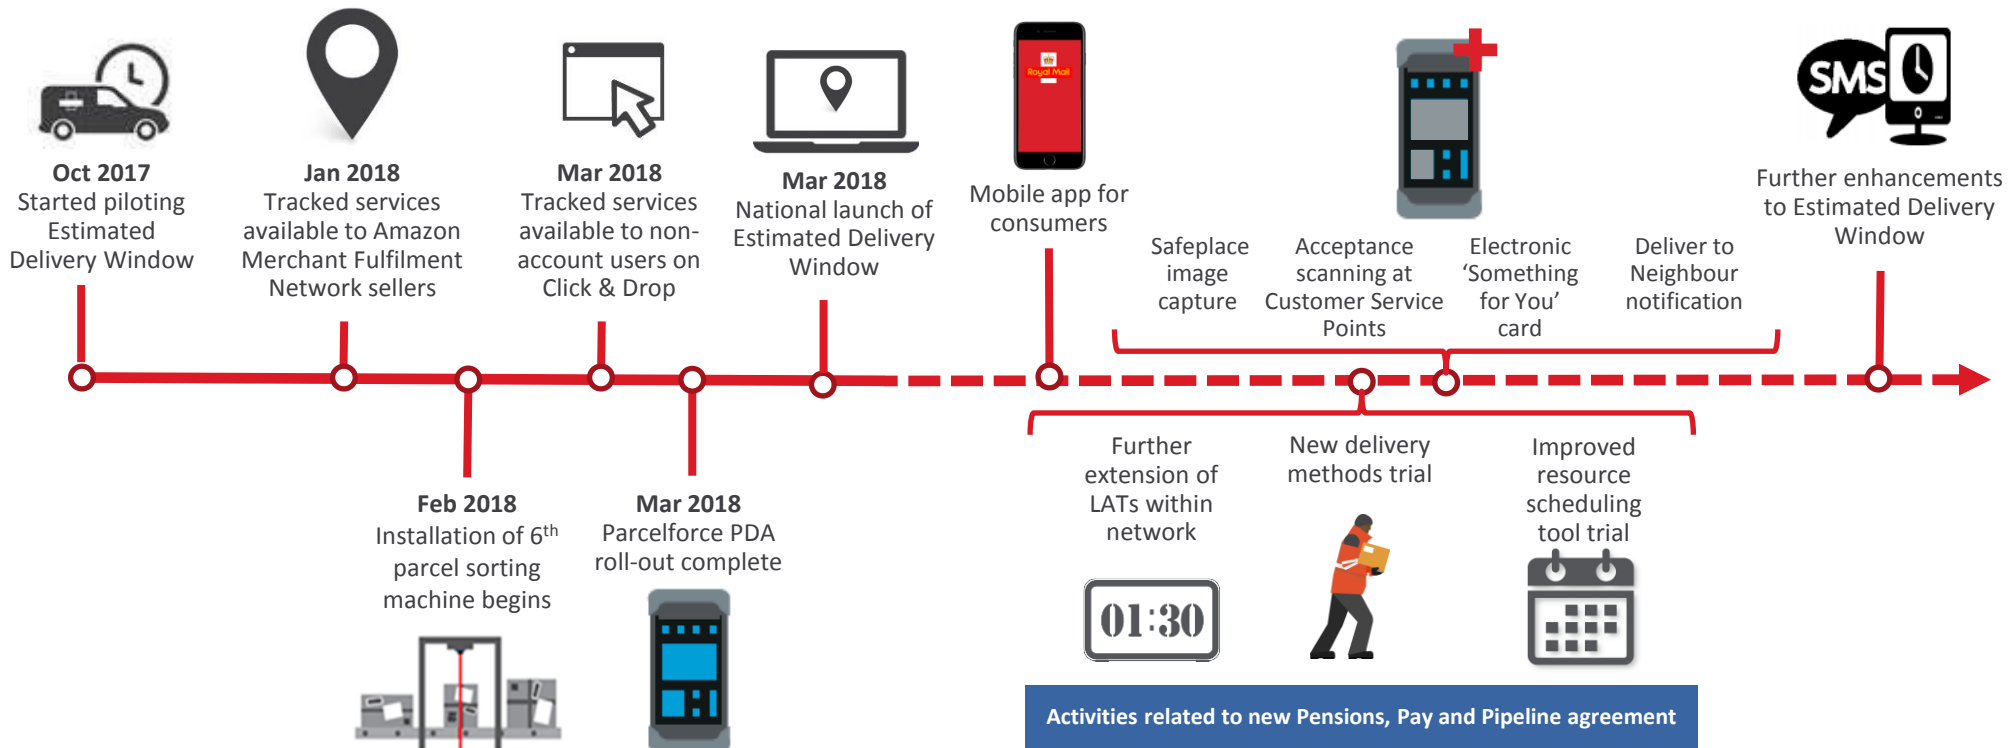 Oct 2017
Started piloting
Estimated
Delivery Window
Jan 2018
Tracked services
available to Amazon
Merchant Fulfilment
Network sellers
Mar 2018
Tracked services
available to non-
account users on
Click & Drop
Mar 2018
National launch of
Estimated Delivery
Window
Royal Mail
Mobile app for
consumers
Safeplace
image
capture
Acceptance
scanning at
Customer Service
Points
Electronic
‘Something
for You’
card
Deliver to
Neighbour
notification
SMS
Further enhancements
to Estimated Delivery
Window
Feb 2018
Installation of 6th
parcel sorting
machine begins
Mar 2018
Parcelforce PDA
roll-out complete
Further
extension of
LATs within
network
01:30
New delivery
methods trial
Improved
resource
scheduling
tool trial
Activities related to new Pensions, Pay and Pipeline agreement